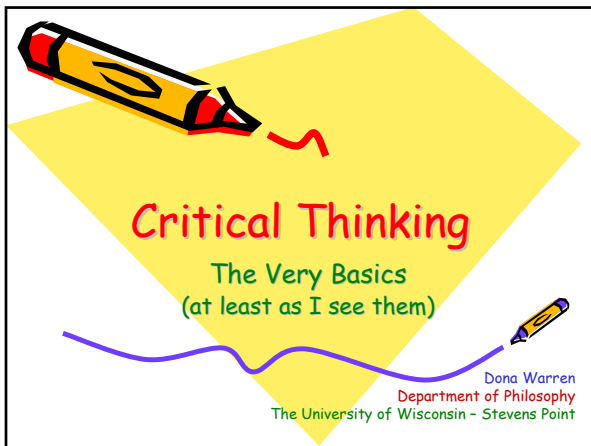 Critical Thinking
The Very Basics
(at least as I see them)
Dona Warren
Department of Philosophy
The University of Wisconsin – Stevens Point